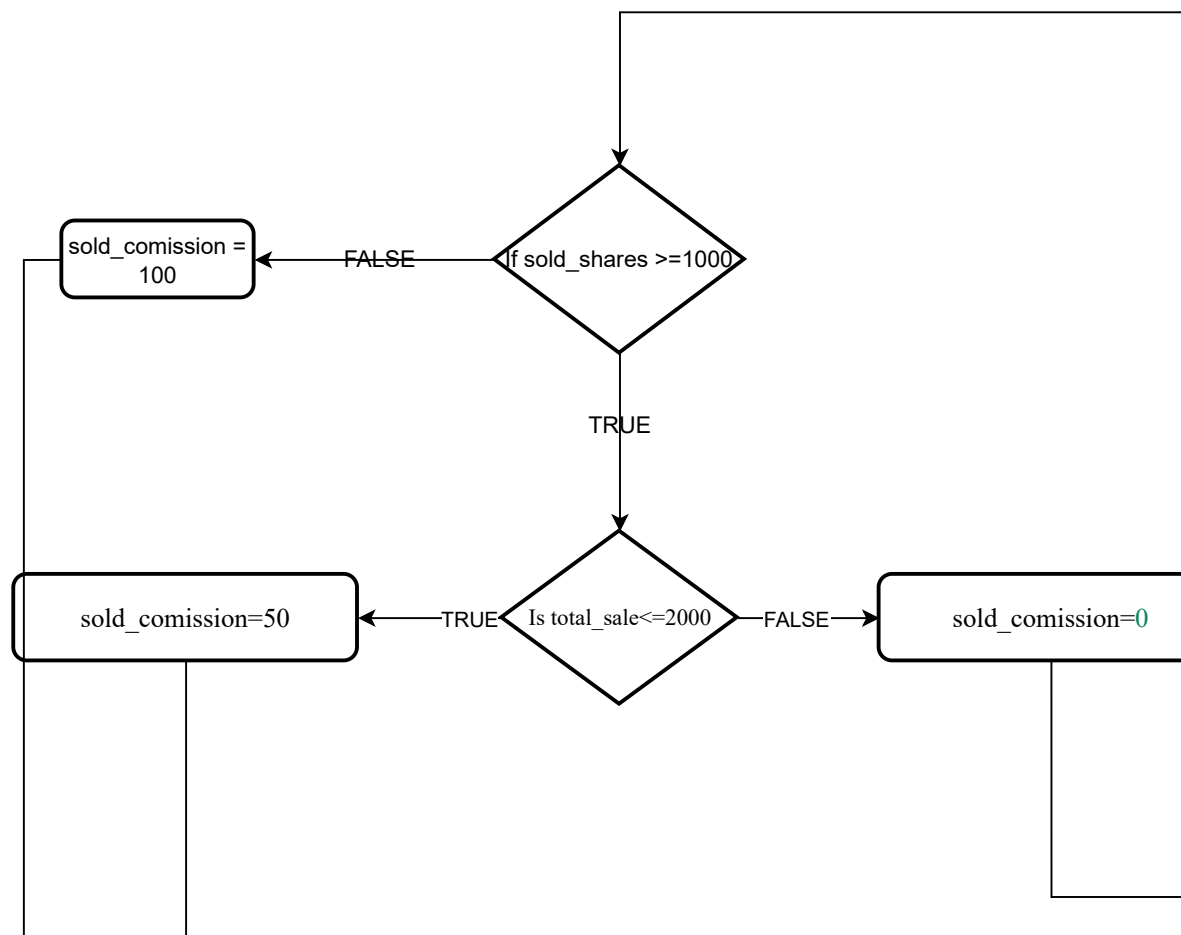 sold_comission =
100
FALSE
If sold_shares >=1000
TRUE
sold_comission=50
TRUE
Is total_sale<=2000
FALSE
sold_comission=0